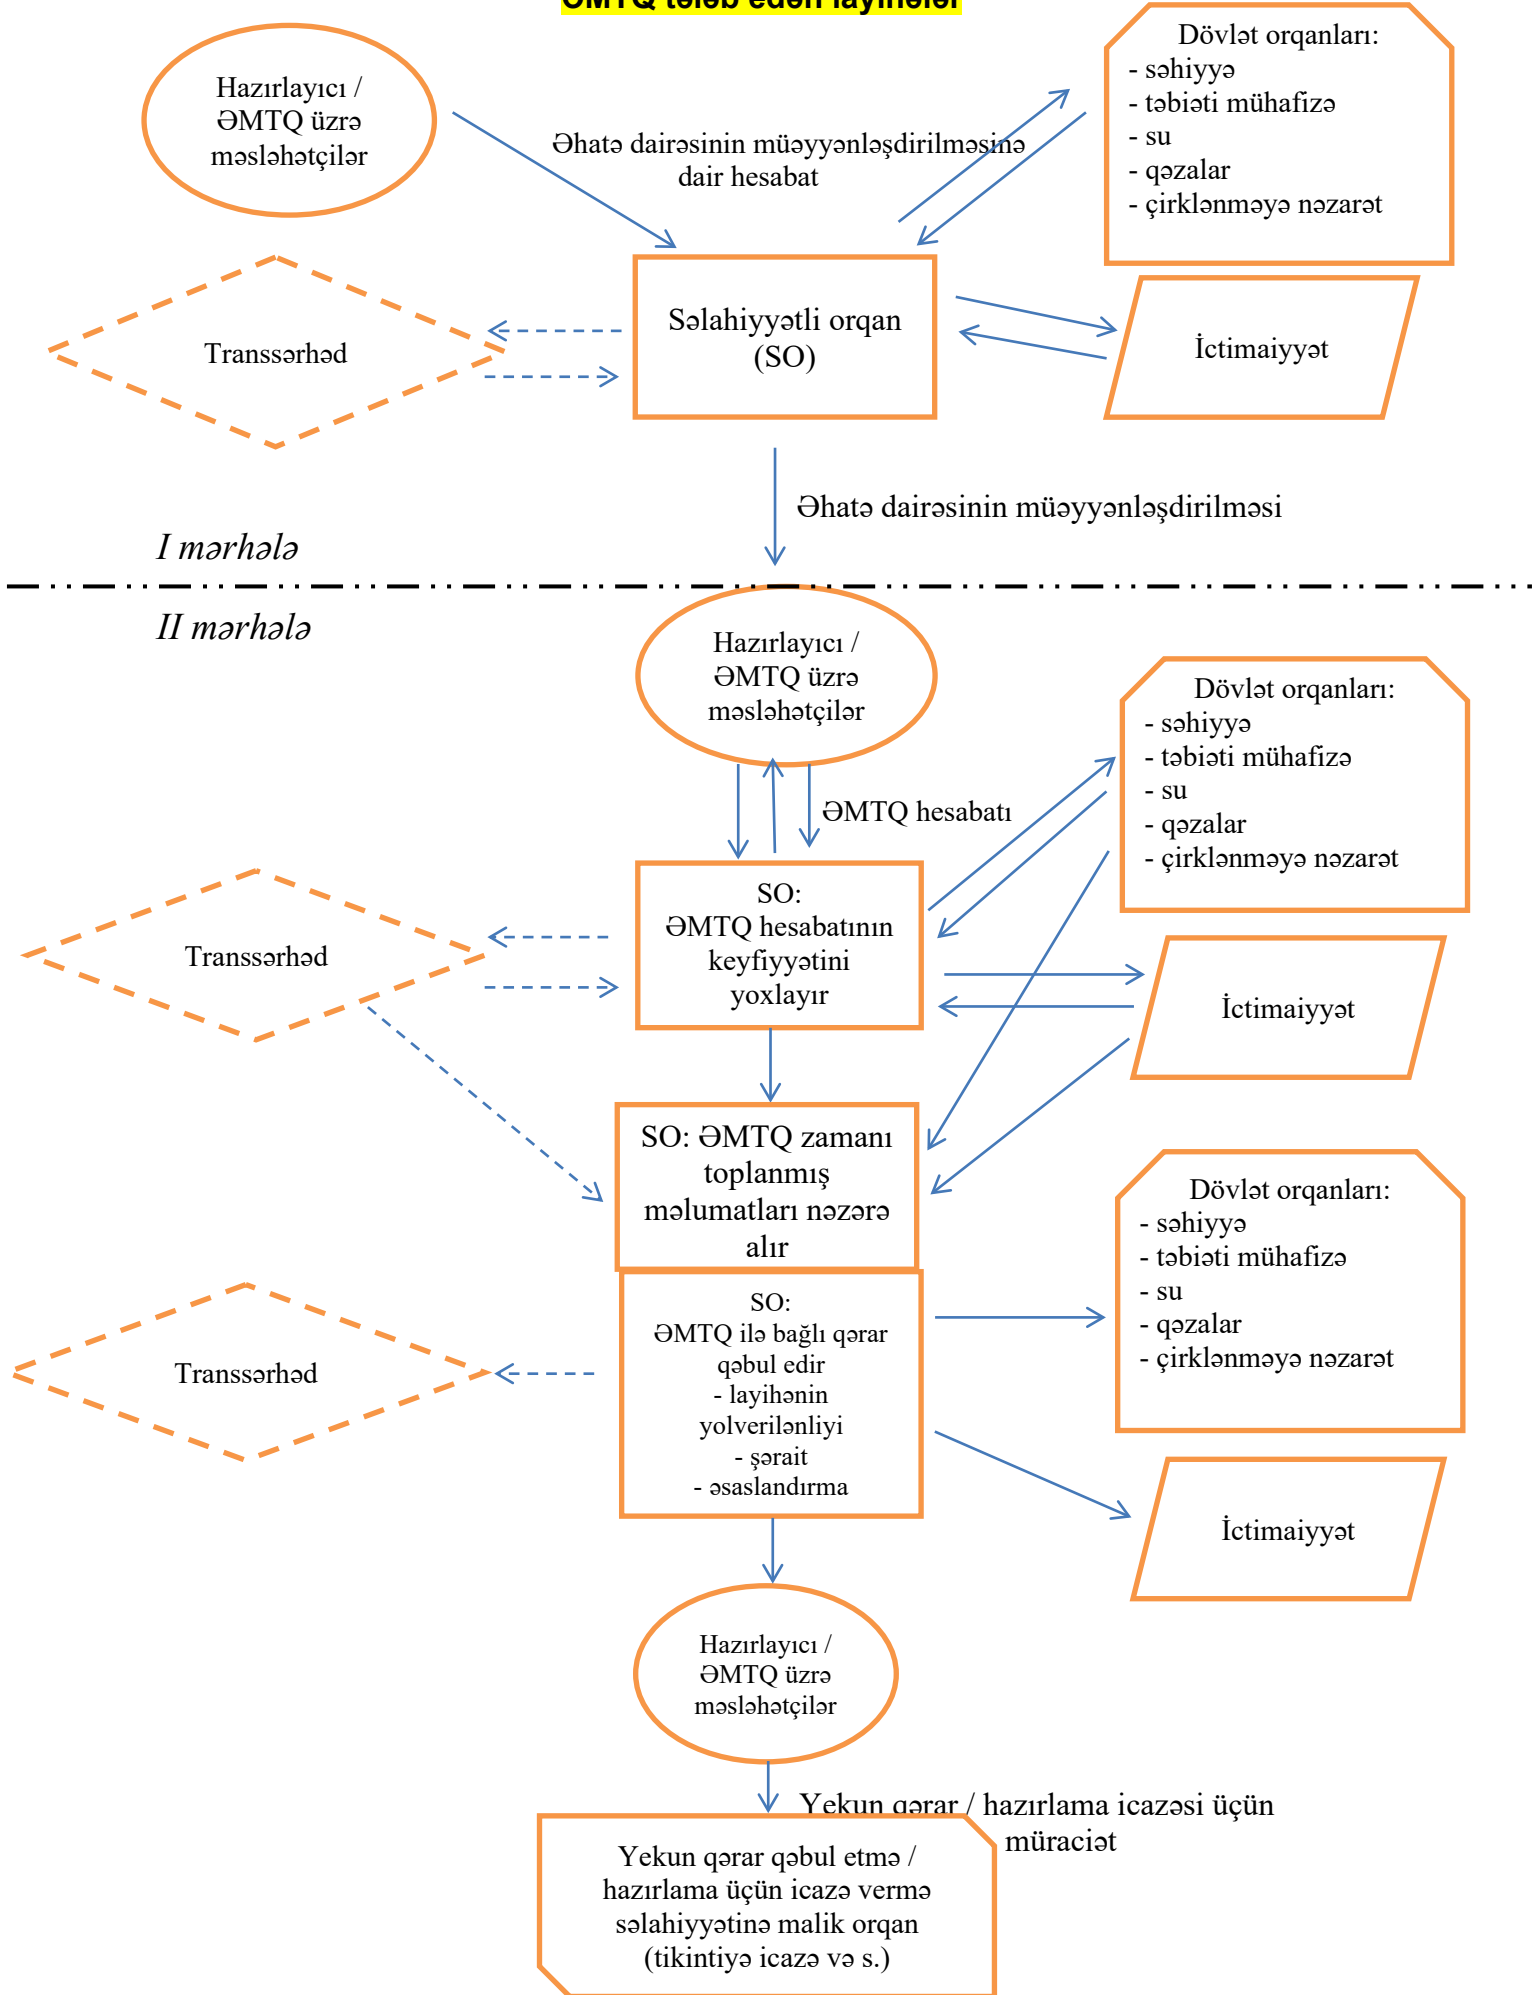 ƏMTQ tələb edən layihələr
Hazırlayıcı /
ƏMTQ üzrə
məsləhətçilər
Əhatə dairəsinin müəyyənləşdirilməsinə
dair hesabat
Dövlət orqanları:
- səhiyyə
- təbiəti mühafizə
- su
- qəzalar
- çirklənməyə nəzarət
Transsərhəd
Səlahiyyətli orqan
(SO)
İctimaiyyət
Əhatə dairəsinin müəyyənləşdirilməsi
I mərhələ
II mərhələ
Hazırlayıcı /
ƏMTQ üzrə
məsləhətçilər
Dövlət orqanları:
- səhiyyə
- təbiəti mühafizə
- su
- qəzalar
- çirklənməyə nəzarət
ƏMTQ hesabatı
Transsərhəd
SO:
ƏMTQ hesabatının
keyfiyyətini
yoxlayır
İctimaiyyət
SO: ƏMTQ zamanı
toplanmış
məlumatları nəzərə
alır
Dövlət orqanları:
- səhiyyə
- təbiəti mühafizə
- su
- qəzalar
- çirklənməyə nəzarət
Transsərhəd
SO:
ƏMTQ ilə bağlı qərar
qəbul edir
- layihənin
yolverilənliyi
- şərait
- əsaslandırma
İctimaiyyət
Hazırlayıcı /
ƏMTQ üzrə
məsləhətçilər
Yekun qərar / hazırlama icazəsi üçün
müraciət
Yekun qərar qəbul etmə /
hazırlama üçün icazə vermə
səlahiyyətinə malik orqan
(tikintiyə icazə və s.)